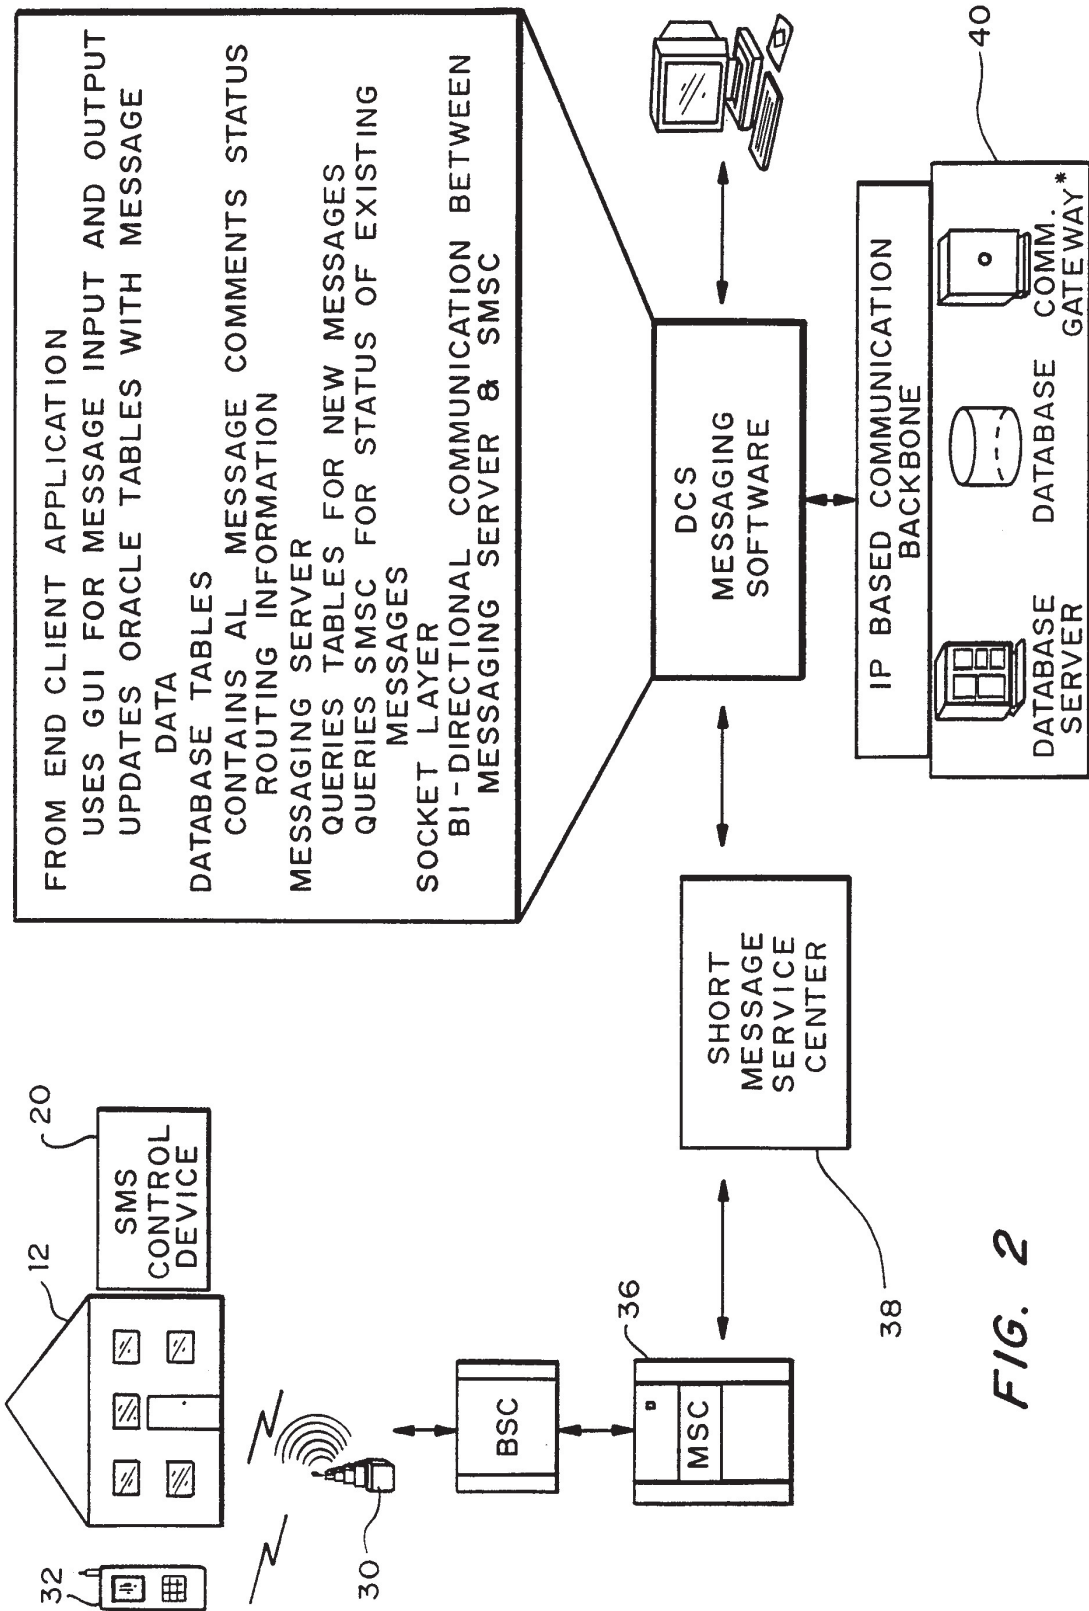 FROM END CLIENT APPLICATION
USES GUI FOR MESSAGE INPUT AND OUTPUT
UPDATES ORACLE TABLES WITH MESSAGE
DATA
DATABASE TABLES
CONTAINS AL MESSAGE COMMENTS STATUS
ROUTING INFORMATION
MESSAGING SERVER
QUERIES TABLES FOR NEW MESSAGES
QUERIES SMSC FOR STATUS OF EXISTING
MESSAGES
SOCKET LAYER
BI-DIRECTIONAL COMMUNICATION BETWEEN
MESSAGING SERVER & SMSC
32
12
20
SMS
CONTROL
DEVICE
30
BSC
36
MSC
SHORT
MESSAGE
SERVICE
CENTER
38
DCS
MESSAGING
SOFTWARE
IP BASED COMMUNICATION
BACKBONE
40
DATABASE
SERVER
DATABASE
COMM.
GATEWAY*
FIG. 2